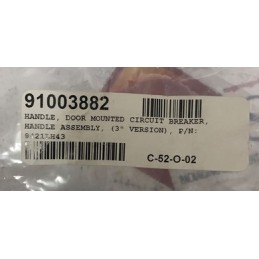 91003882
HANDLE, DOOR MOUNTED CIRCUIT BREAKER,
HANDLE ASSEMBLY, (3" VERSION), P/N:
C-52-O-02